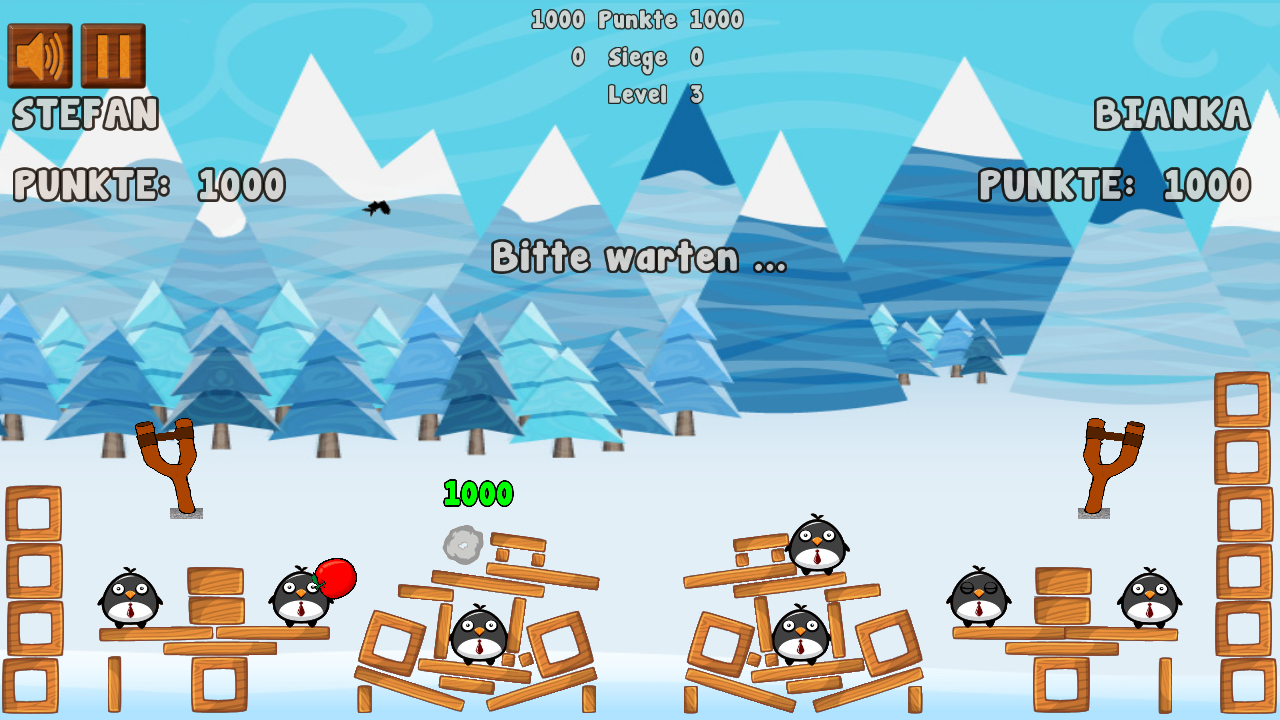 1000 Punkte 1000
0 Siege 0
Level 3
STEFAN
BIANKA
PUNKTE: 1000
PUNKTE: 1000
Bitte warten ...
1000